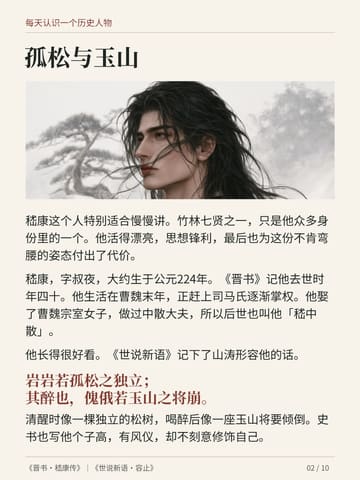 每天认识一个历史人物
孤松与玉山
嵇康这个人特别适合慢慢讲。竹林七贤之一，只是他众多身
份里的一个。他活得漂亮，思想锋利，最后也为这份不肯弯
腰的姿态付出了代价。
嵇康，字叔夜，大约生于公元224年。《晋书》记他去世时
年四十。他生活在曹魏末年，正赶上司马氏逐渐掌权。他娶
了曹魏宗室女子，做过中散大夫，所以后世也叫他「嵇中
散」。
他长得很好看。《世说新语》记下了山涛形容他的话。
岩岩若孤松之独立；
其醉也，傀俄若玉山之将崩。
清醒时像一棵独立的松树，喝醉后像一座玉山将要倾倒。史
书也写他个子高，有风仪，却不刻意修饰自己。
《晋书·嵇康传》｜《世说新语·容止》
02 / 10